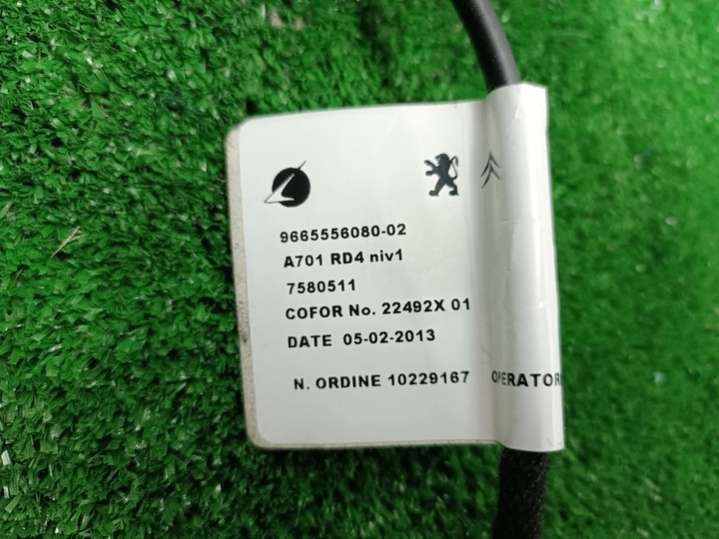 9665556080-02
A701 RD4 niv1
7580511
COFOR No. 22492X 01
DATE 05-02-2013
N. ORDINE 10229167 OPERATOR